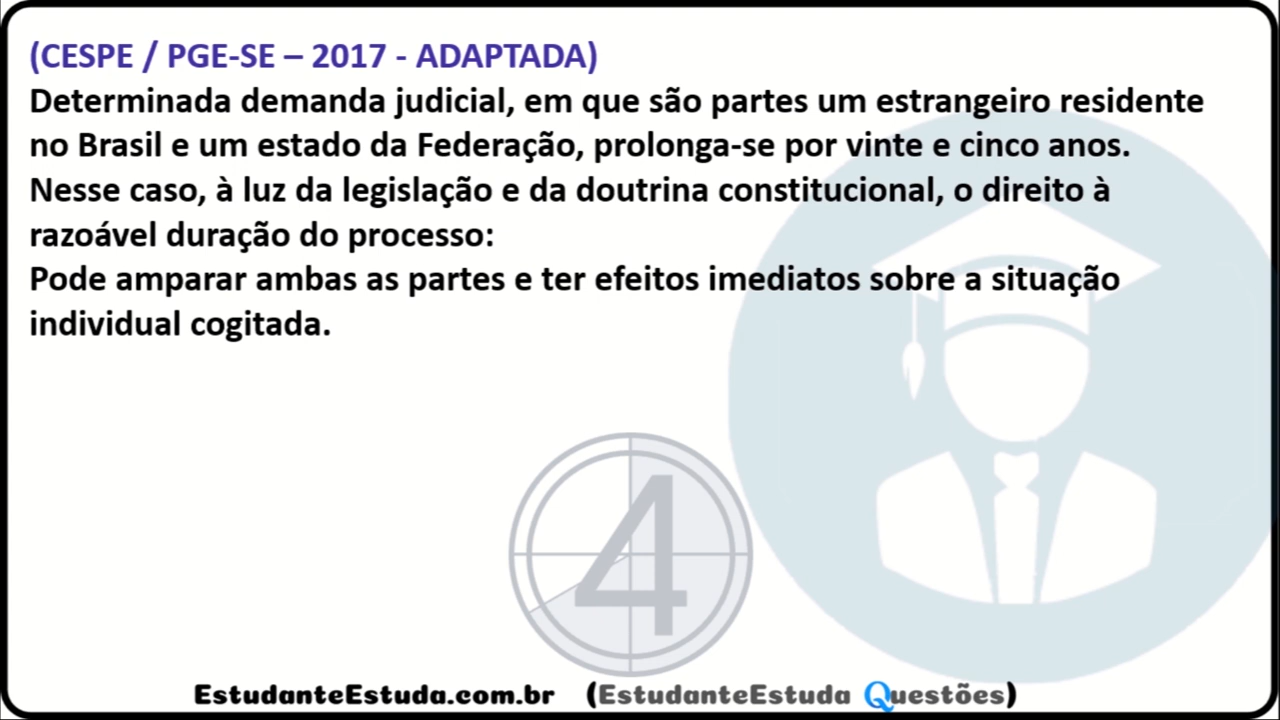 (CESPE / PGE-SE – 2017 - ADAPTADA)
Determinada demanda judicial, em que são partes um estrangeiro residente
no Brasil e um estado da Federação, prolonga-se por vinte e cinco anos.
Nesse caso, à luz da legislação e da doutrina constitucional, o direito à
razoável duração do processo:
Pode amparar ambas as partes e ter efeitos imediatos sobre a situação
individual cogitada.
4
EstudanteEstuda.com.br (EstudanteEstuda Questões)